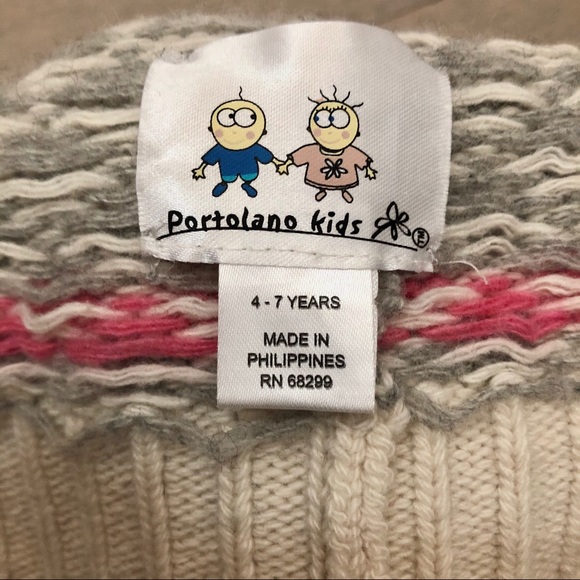 Portolano kids
4 - 7 YEARS
MADE IN
PHILIPPINES
RN 68299